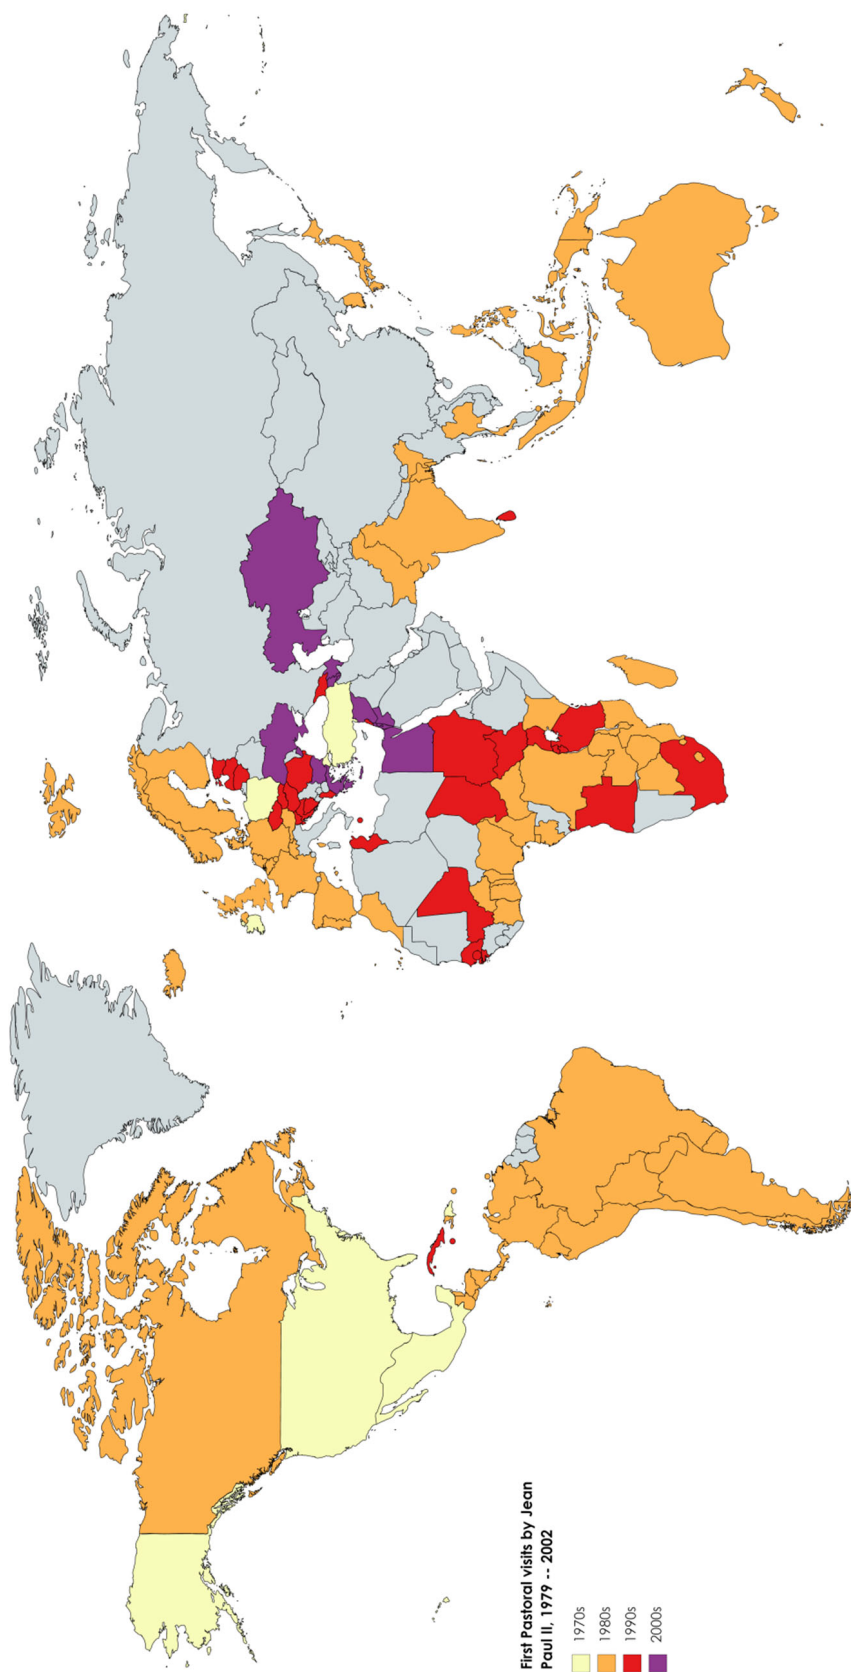 First Pastoral visits by Jean
Paul II, 1979 -- 2002
1970s
1980s
1990s
2000s